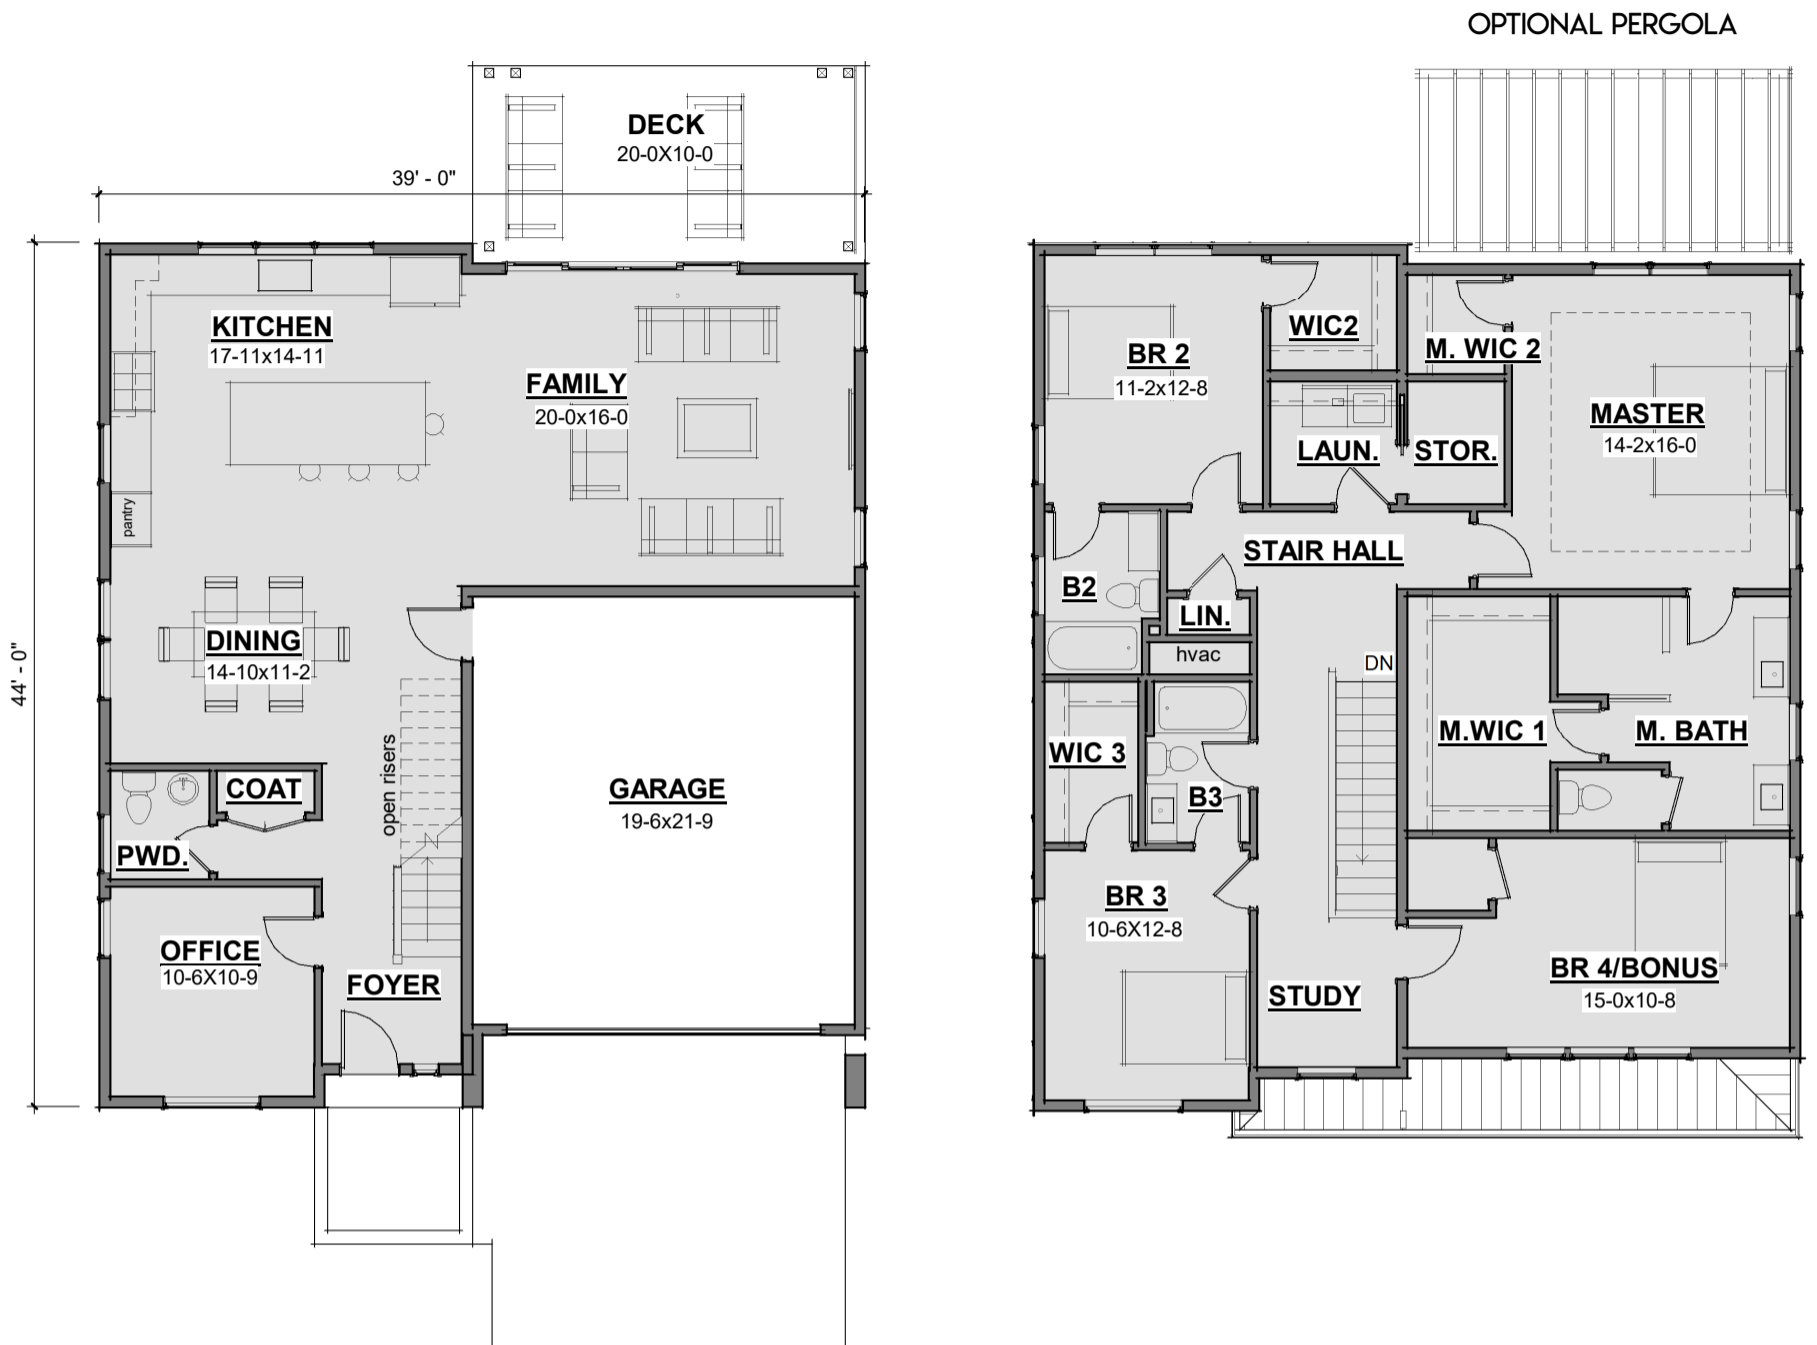 OPTIONAL PERGOLA
DECK
20-0X10-0
39' - 0"
44' - 0"
KITCHEN
17-11x14-11
FAMILY
20-0x16-0
pantry
DINING
14-10x11-2
open risers
COAT
PWD.
GARAGE
19-6x21-9
OFFICE
10-6X10-9
FOYER
BR 2
11-2x12-8
WIC2
M. WIC 2
MASTER
14-2x16-0
LAUN.
STOR.
STAIR HALL
B2
LIN.
hvac
DN
WIC 3
B3
M.WIC 1
M. BATH
BR 3
10-6X12-8
STUDY
BR 4/BONUS
15-0x10-8